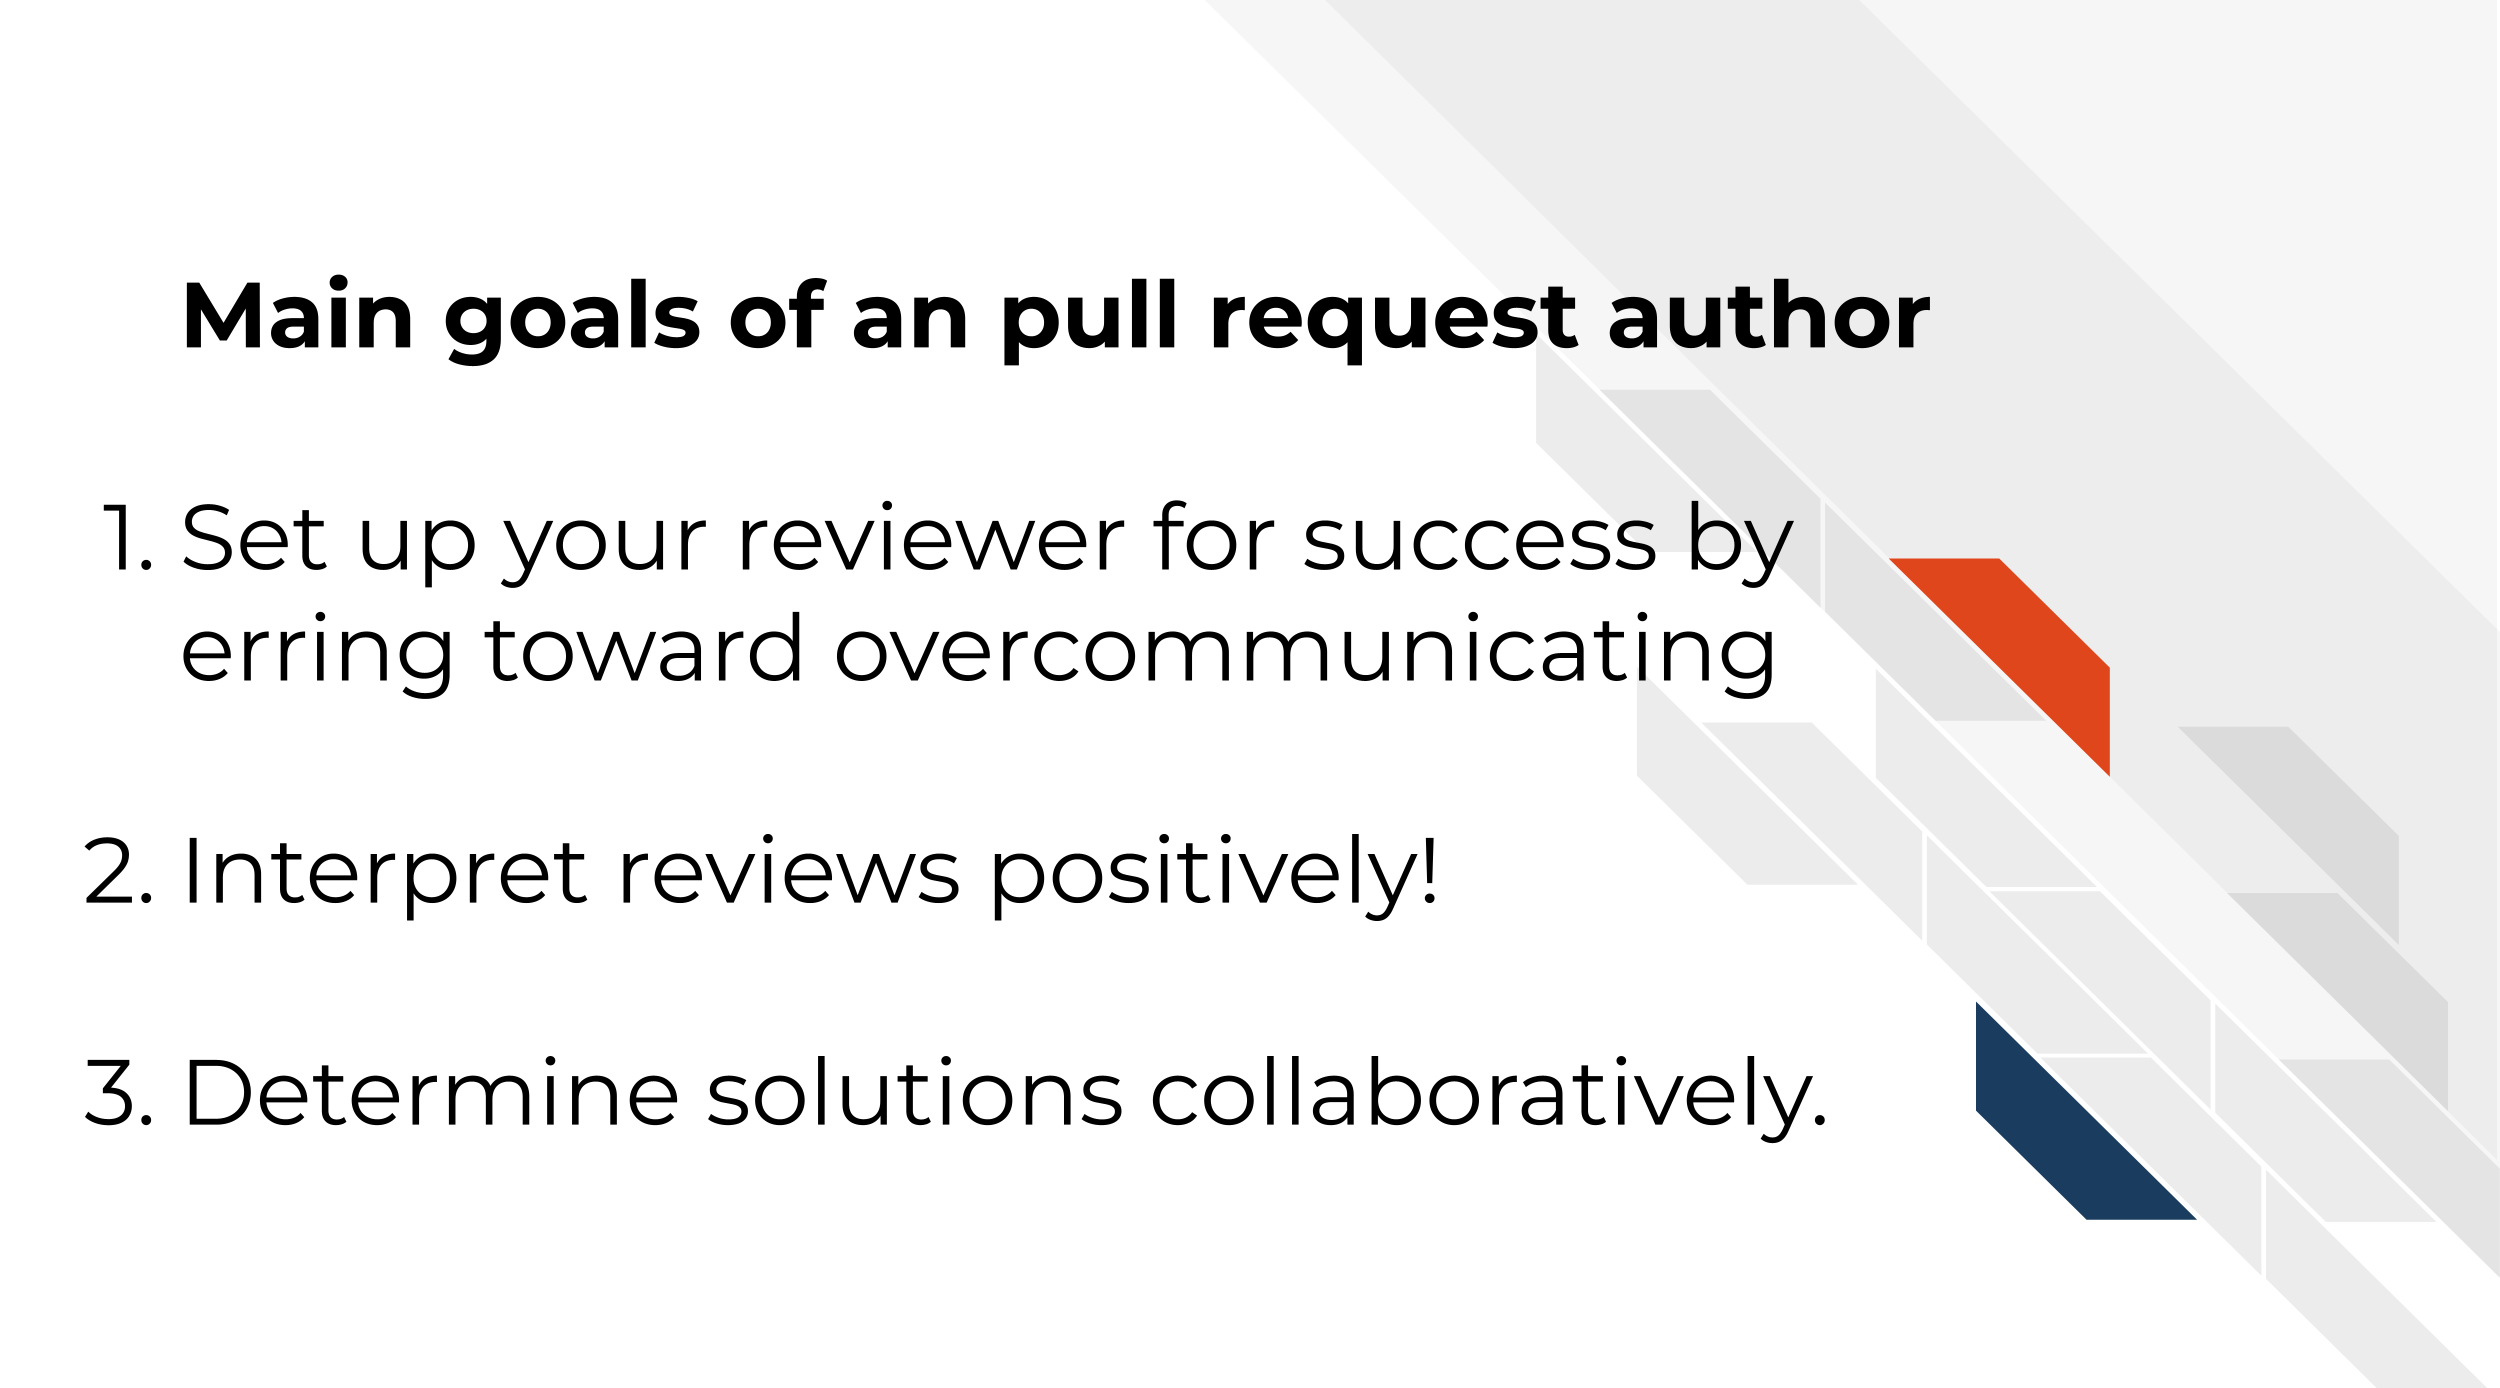 Main goals of an pull request author
1. Set up your reviewer for success by
erring toward overcommunicating
2. Interpret reviews positively!
3. Determine solutions collaboratively.